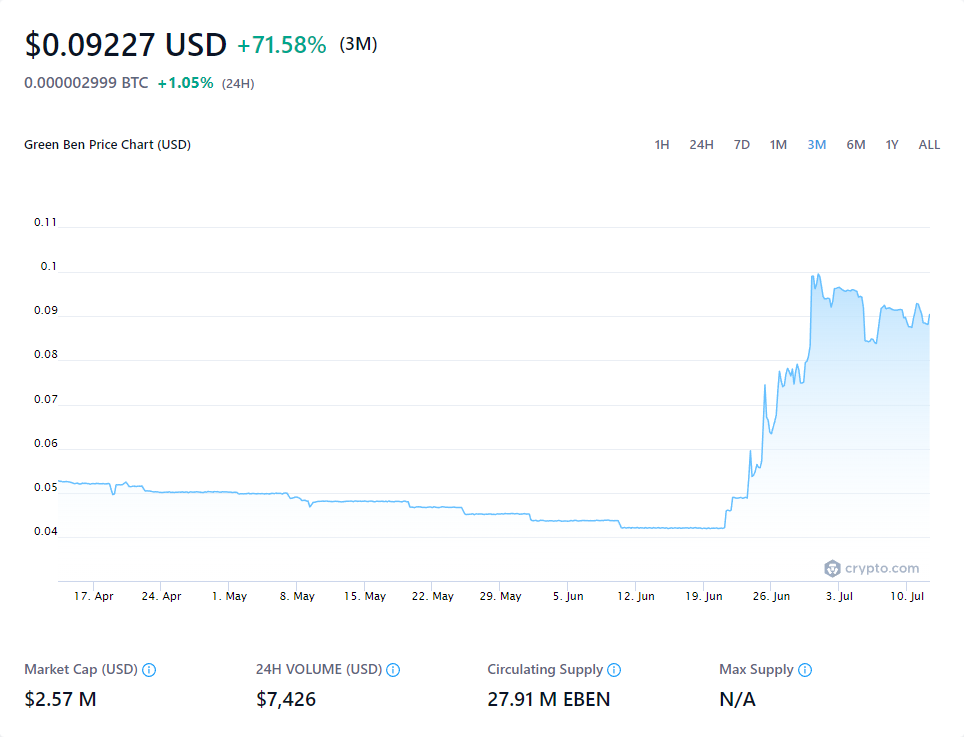 $0.09227 USD +71.58% (3M)
0.000002999 BTC +1.05% (24H)
Green Ben Price Chart (USD) 1H 24H 7D 1M 3M 6M 1Y ALL
0.11
0.1
0.09
0.08
0.07
0.06
0.05
0.04
crypto.com
17. Apr 24. Apr 1. May 8. May 15. May 22. May 29. May 5. Jun 12. Jun 19. Jun 26. Jun 3. Jul 10. Jul
Market Cap (USD) 24H VOLUME (USD) Circulating Supply Max Supply
$2.57 M $7,426 27.91 M EBEN N/A